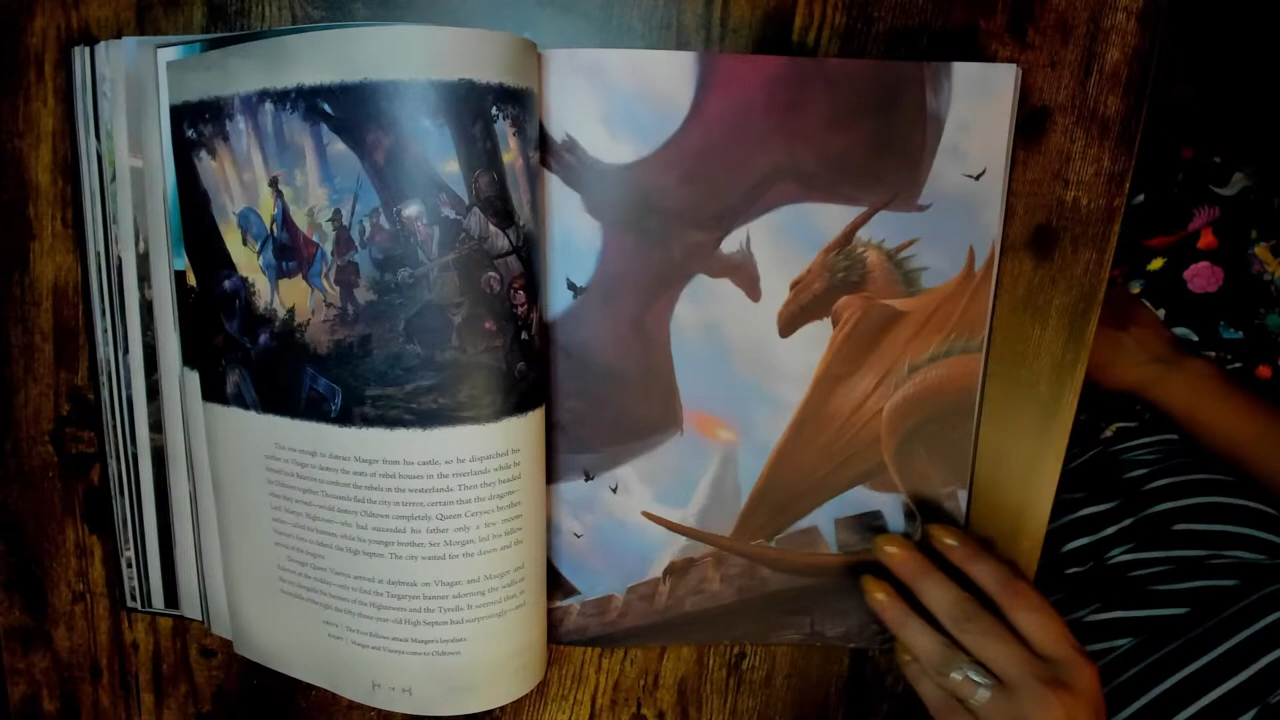 This was enough to distract Maegor from his castle, so he dispatched his
mother on Vhagar to destroy the seats of rebel houses in the riverlands while he
himself took Balerion to confront the rebels in the westerlands. Then they headed
for Oldtown together. Thousands fled the city in terror, certain that the dragons—
when they arrived—would destroy Oldtown completely. Queen Ceryse's brother,
Lord Martyn Hightower—who had succeeded his father only a few moons
earlier—called his banners, while his younger brother, Ser Morgan, led his fellow
Warrior's Sons to defend the High Septon. The city waited for the dawn and the
arrival of the dragons.
Though Queen Visenya arrived at daybreak on Vhagar, and Maegor and
Balerion at the midday—only to find the Targaryen banner adorning the walls of
the city alongside the banners of the Hightowers and the Tyrells. It seemed that, in
the middle of the night, the fifty-three-year-old High Septon had surprisingly—and
ABOVE | The Poor Fellows attack Maegor's loyalists.
RIGHT | Maegor and Visenya come to Oldtown.